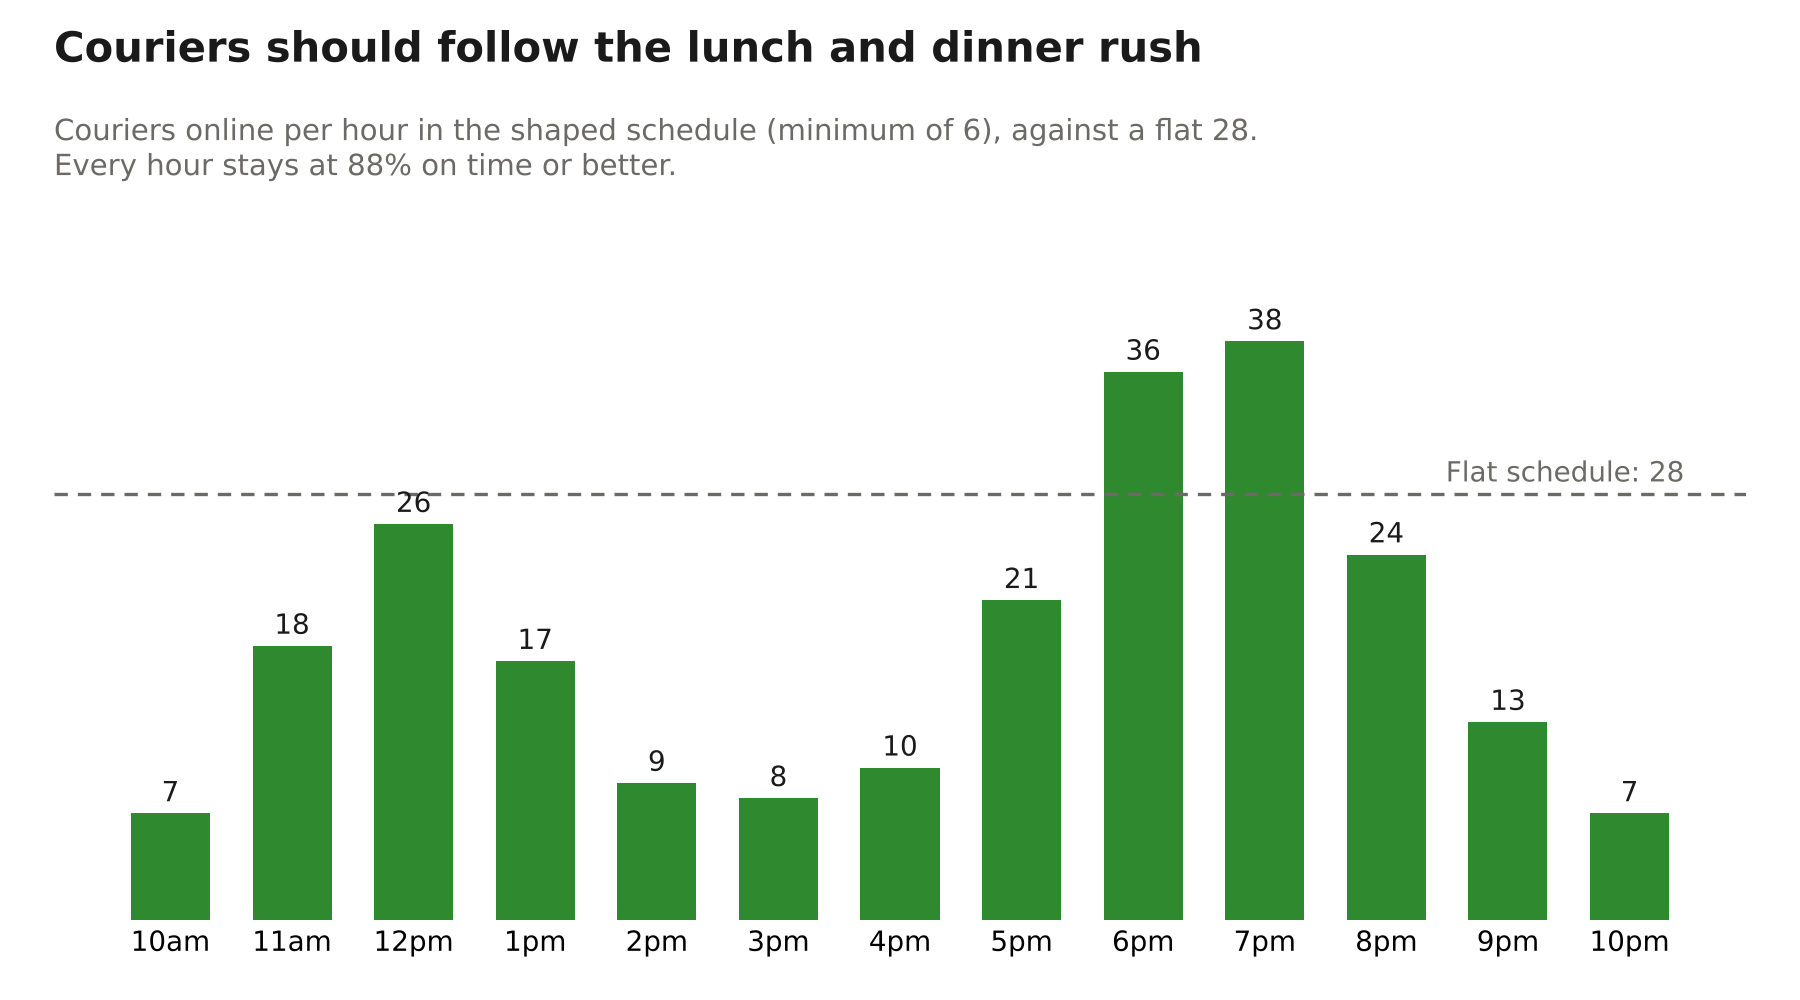 Couriers should follow the lunch and dinner rush
Couriers online per hour in the shaped schedule (minimum of 6), against a flat 28.
Every hour stays at 88% on time or better.
38
36
Flat schedule: 28
26
24
21
18
17
13
10
9
8
7
7
10am 11am 12pm 1pm 2pm 3pm 4pm 5pm 6pm 7pm 8pm 9pm 10pm